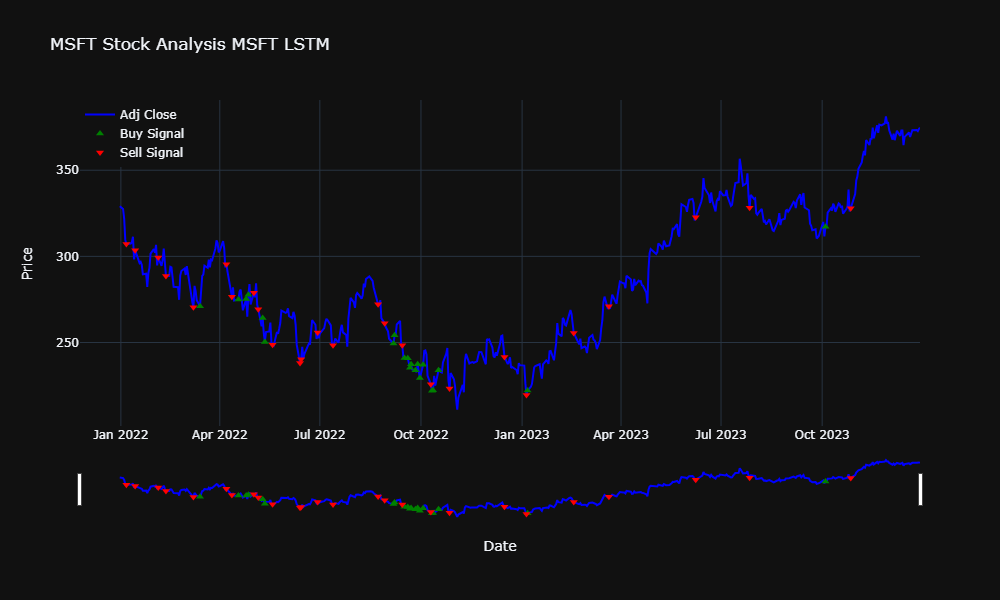 MSFT Stock Analysis MSFT LSTM
Adj Close
Buy Signal
Sell Signal
350
300
250
Price
Jan 2022 Apr 2022 Jul 2022 Oct 2022 Jan 2023 Apr 2023 Jul 2023 Oct 2023
Date